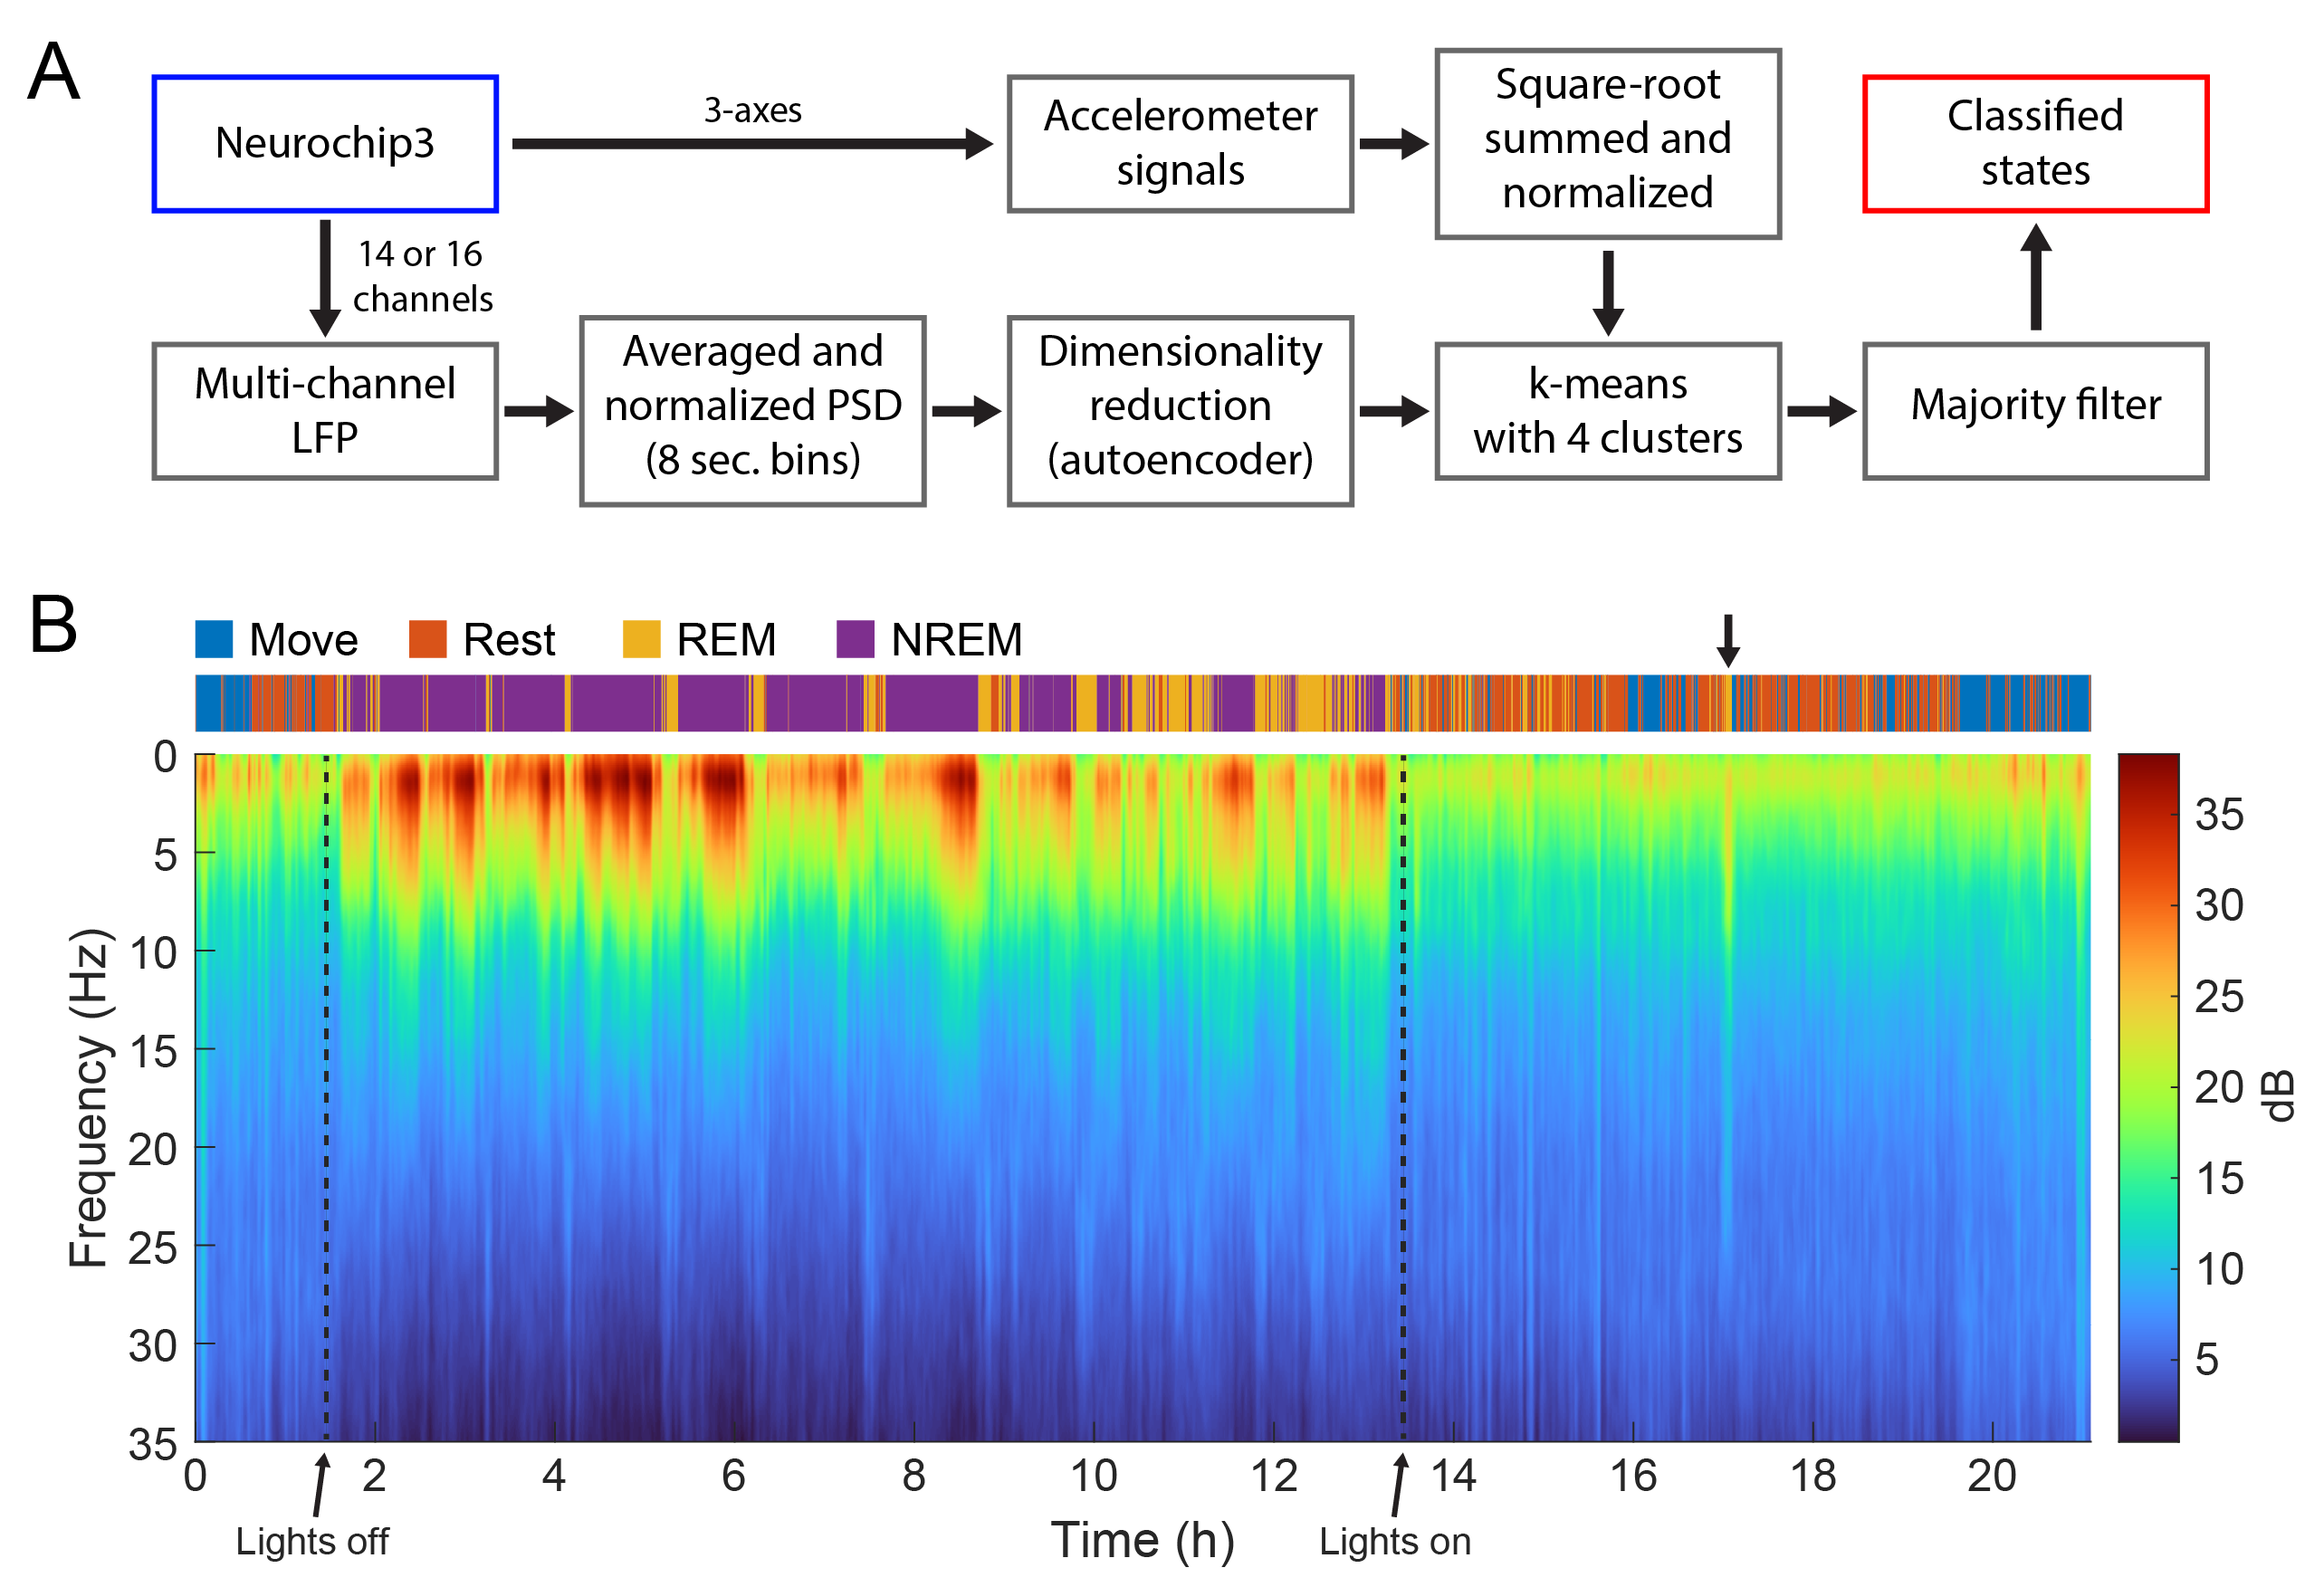 A
Neurochip3
3-axes
Accelerometer
signals
Square-root
summed and
normalized
Classified
states
14 or 16
channels
Multi-channel
LFP
Averaged and
normalized PSD
(8 sec. bins)
Dimensionality
reduction
(autoencoder)
k-means
with 4 clusters
Majority filter
B
Move Rest REM NREM
0
5
10
15
20
25
30
35
Frequency (Hz)
0 2 4 6 8 10 12 14 16 18 20
Time (h)
Lights off
Lights on
35
30
25
20
15
10
5
dB